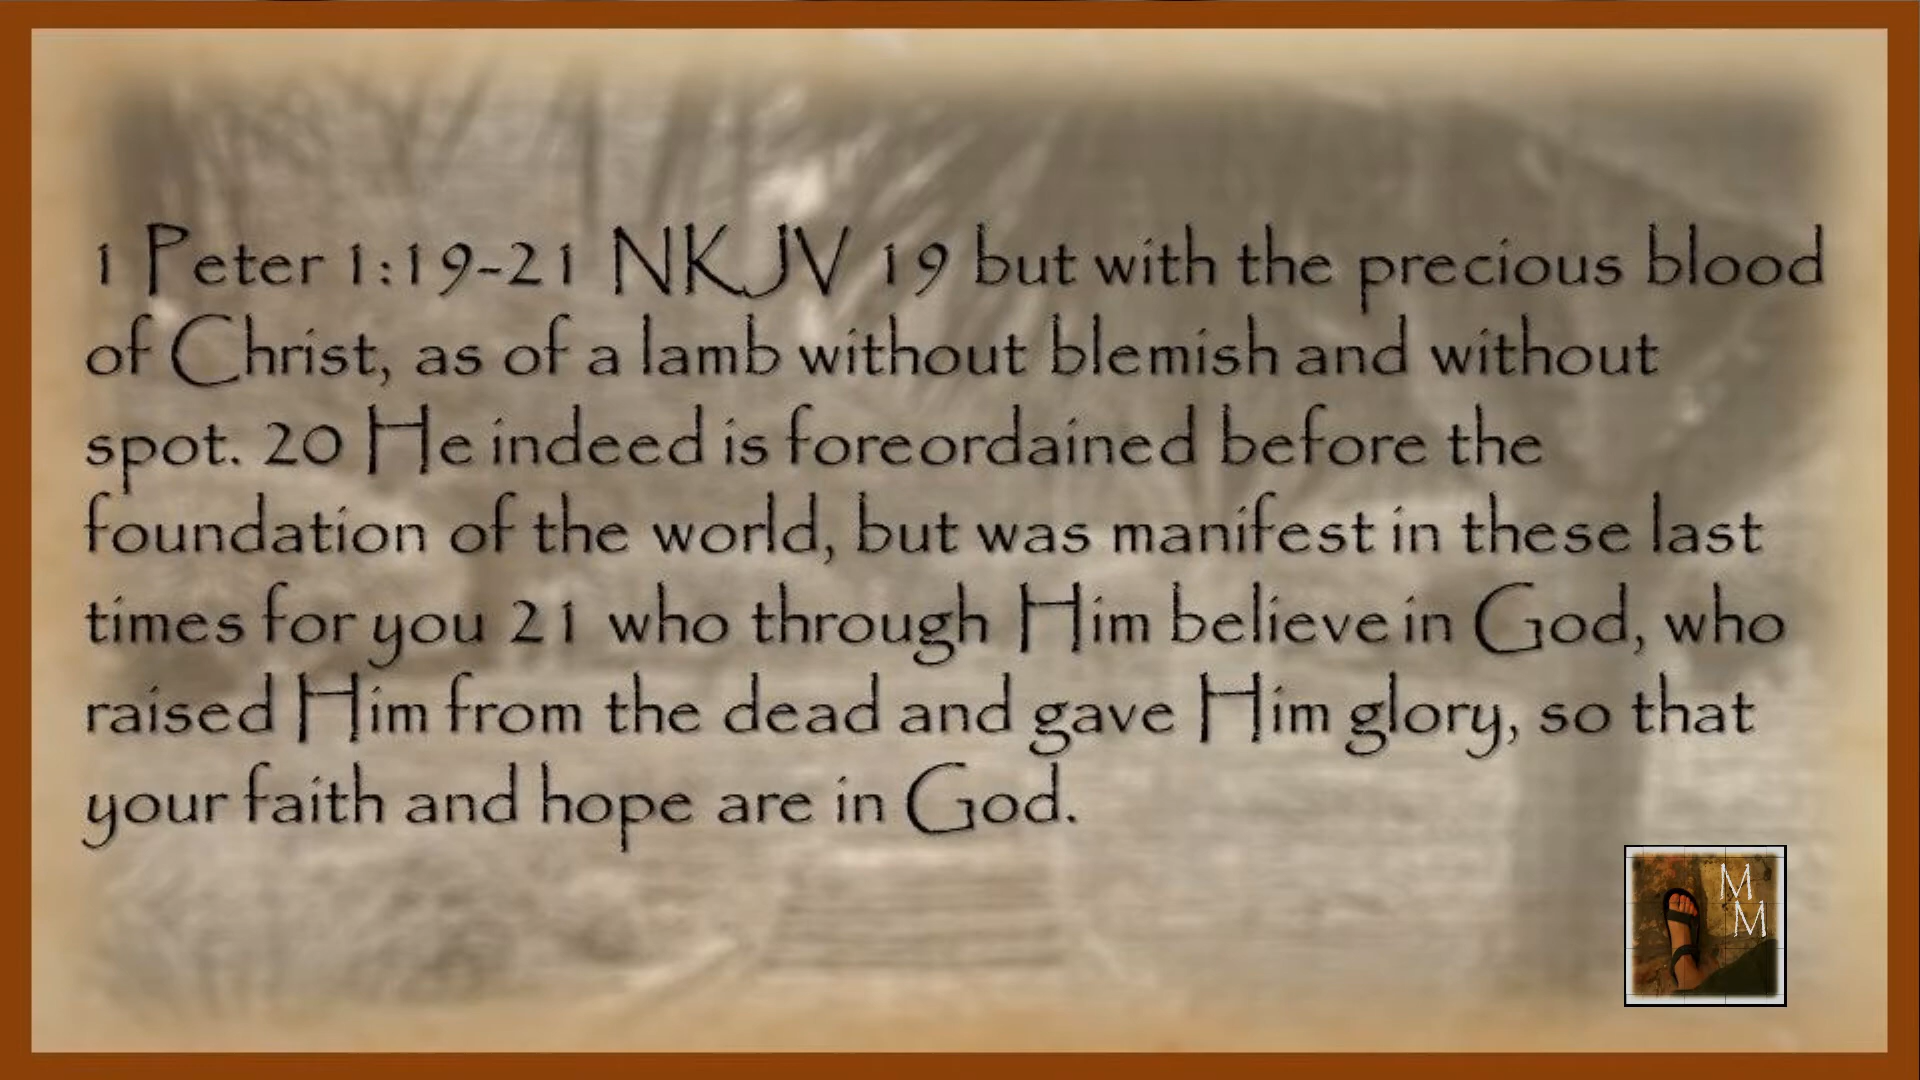 1 Peter 1:19-21 NKJV 19 but with the precious blood
of Christ, as of a lamb without blemish and without
spot. 20 He indeed is foreordained before the
foundation of the world, but was manifest in these last
times for you 21 who through Him believe in God, who
raised Him from the dead and gave Him glory, so that
your faith and hope are in God.
M
M